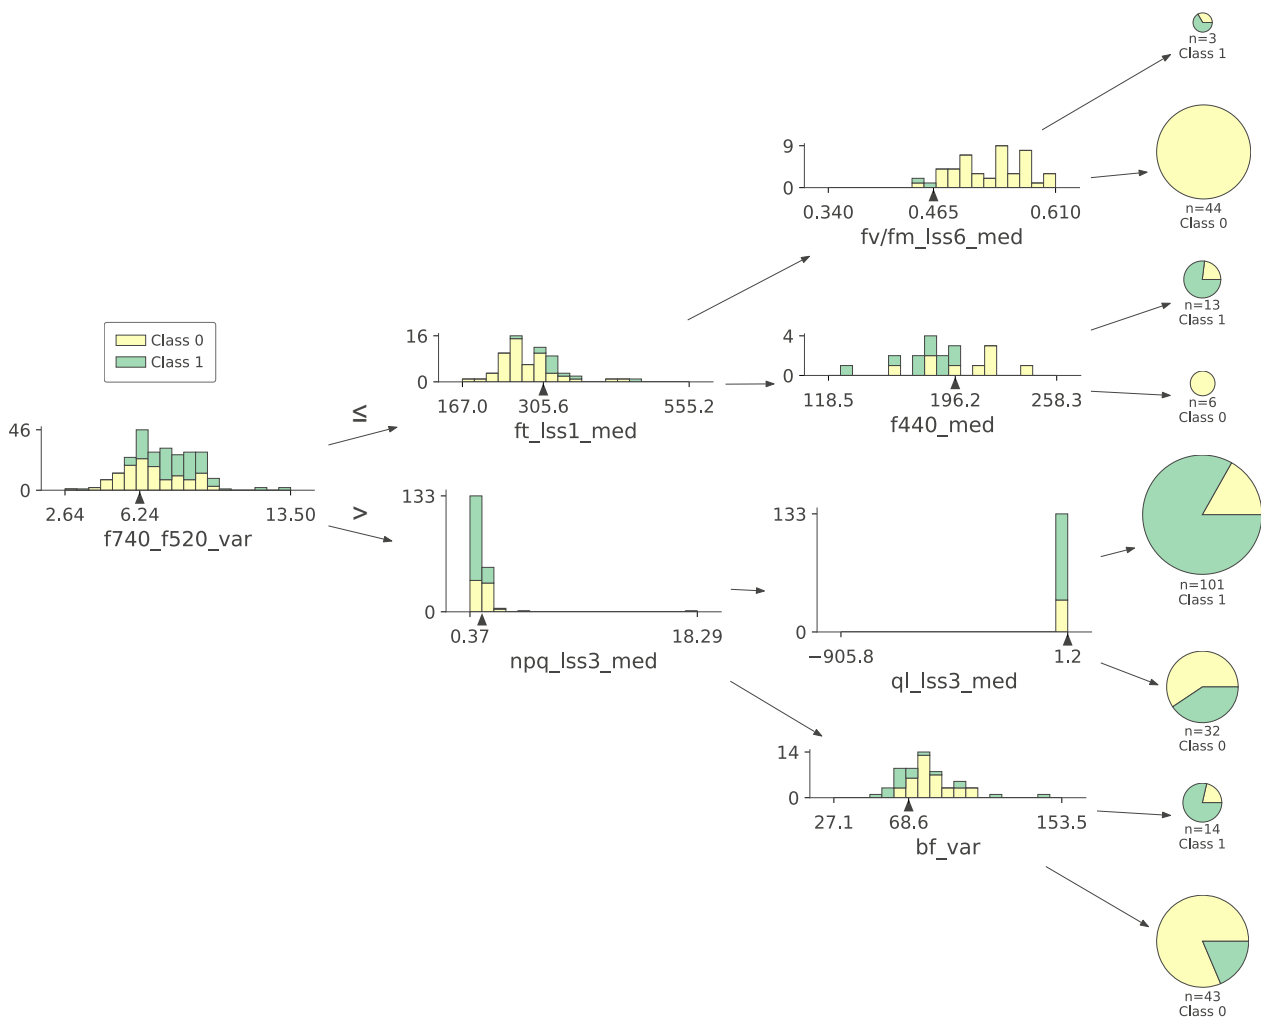 n=3
Class 1
9
0
0.340
0.465
0.610
fv/fm_lss6_med
n=44
Class 0
Class 0
Class 1
16
0
167.0
305.6
555.2
ft_lss1_med
4
0
118.5
196.2
258.3
f440_med
n=13
Class 1
n=6
Class 0
≤
46
0
2.64
6.24
13.50
f740_f520_var
>
133
0
0.37
18.29
npq_lss3_med
133
0
−905.8
1.2
ql_lss3_med
n=101
Class 1
n=32
Class 0
14
0
27.1
68.6
153.5
bf_var
n=14
Class 1
n=43
Class 0